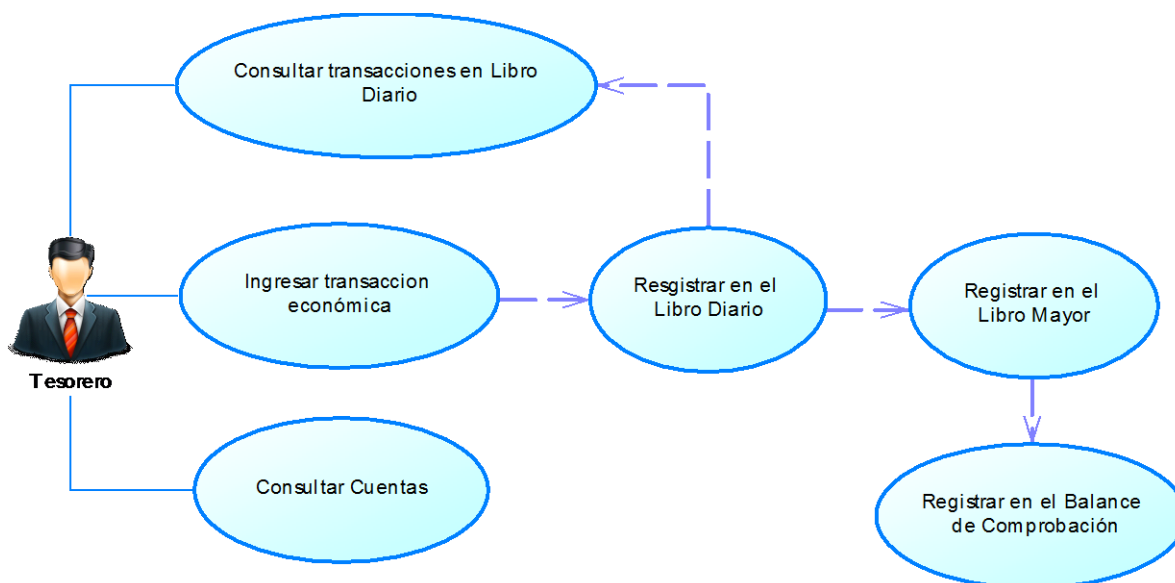 Consultar transacciones en Libro
Diario
Ingresar transaccion
económica
Resgistrar en el
Libro Diario
Registrar en el
Libro Mayor
Tesorero
Consultar Cuentas
Registrar en el Balance
de Comprobación